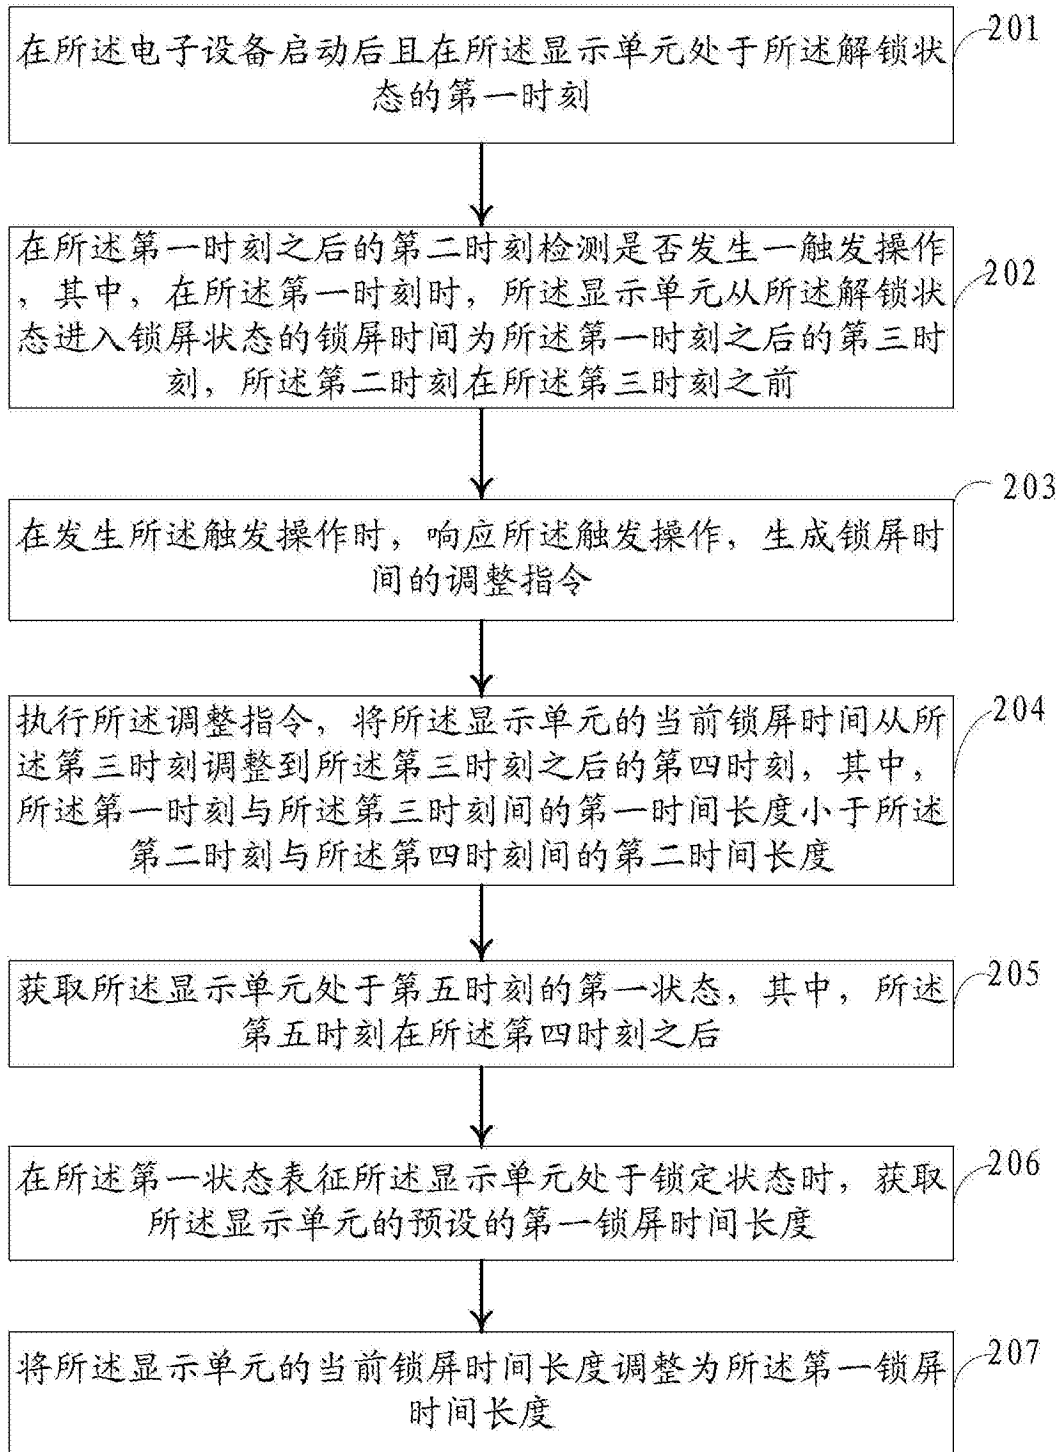 201
在所述电子设备启动后且在所述显示单元处于所述解锁状
态的第一时刻
202
在所述第一时刻之后的第二时刻检测是否发生一触发操作
，其中，在所述第一时刻时，所述显示单元从所述解锁状
态进入锁屏状态的锁屏时间为所述第一时刻之后的第三时
刻，所述第二时刻在所述第三时刻之前
203
在发生所述触发操作时，响应所述触发操作，生成锁屏时
间的调整指令
204
执行所述调整指令，将所述显示单元的当前锁屏时间从所
述第三时刻调整到所述第三时刻之后的第四时刻，其中，
所述第一时刻与所述第三时刻间的第一时间长度小于所述
第二时刻与所述第四时刻间的第二时间长度
205
获取所述显示单元处于第五时刻的第一状态，其中，所述
第五时刻在所述第四时刻之后
206
在所述第一状态表征所述显示单元处于锁定状态时，获取
所述显示单元的预设的第一锁屏时间长度
207
将所述显示单元的当前锁屏时间长度调整为所述第一锁屏
时间长度